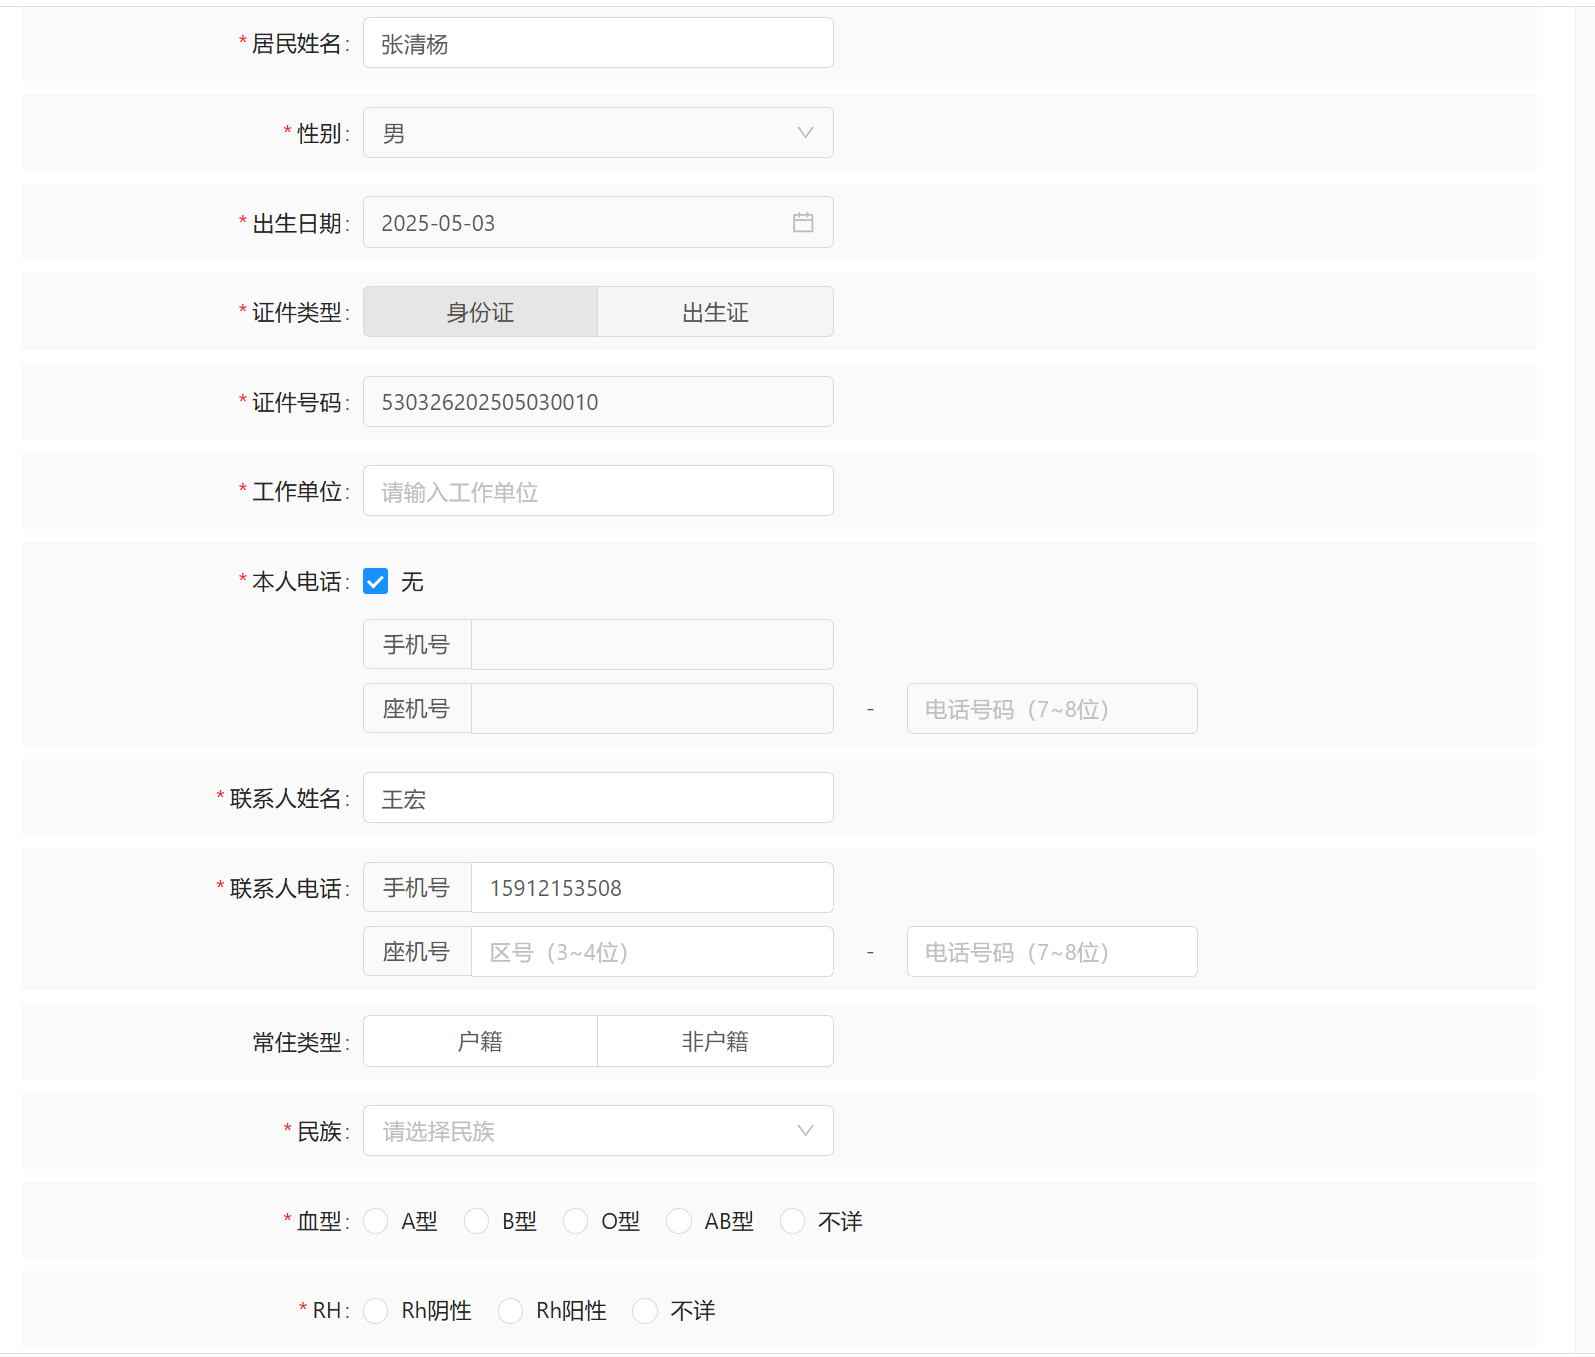 * 居民姓名: 张清杨
* 性别: 男
* 出生日期: 2025-05-03
* 证件类型: 身份证 出生证
* 证件号码: 530326202505030010
* 工作单位: 请输入工作单位
* 本人电话: 无
手机号
座机号 - 电话号码（7~8位）
* 联系人姓名: 王宏
* 联系人电话: 手机号 15912153508
座机号 区号（3~4位） - 电话号码（7~8位）
常住类型: 户籍 非户籍
* 民族: 请选择民族
* 血型: A型 B型 O型 AB型 不详
* RH: Rh阴性 Rh阳性 不详